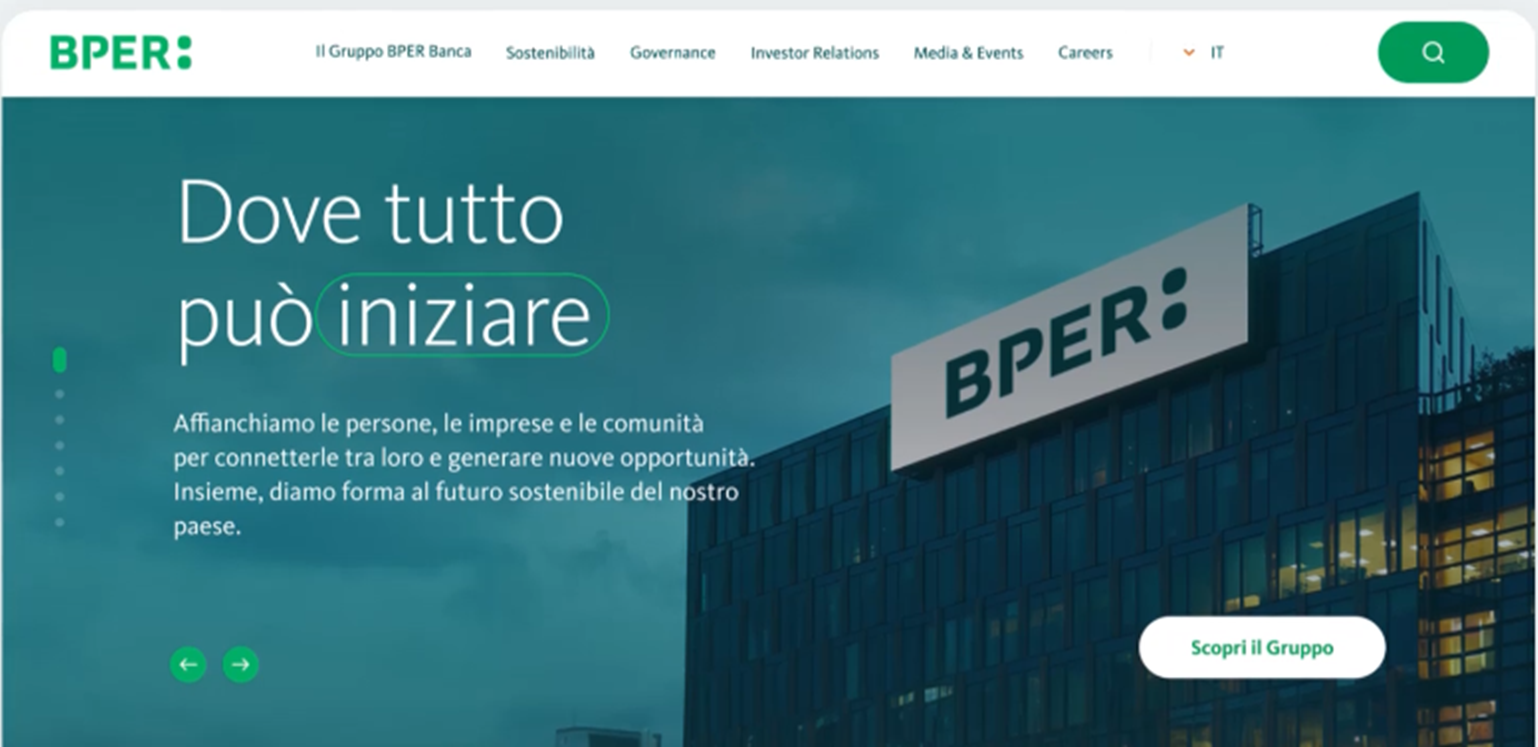 BPER:
Il Gruppo BPER Banca
Sostenibilità
Governance
Investor Relations
Media & Events
Careers
IT
Dove tutto
può iniziare
Affianchiamo le persone, le imprese e le comunità
per connetterle tra loro e generare nuove opportunità.
Insieme, diamo forma al futuro sostenibile del nostro
paese.
BPER:
Scopri il Gruppo